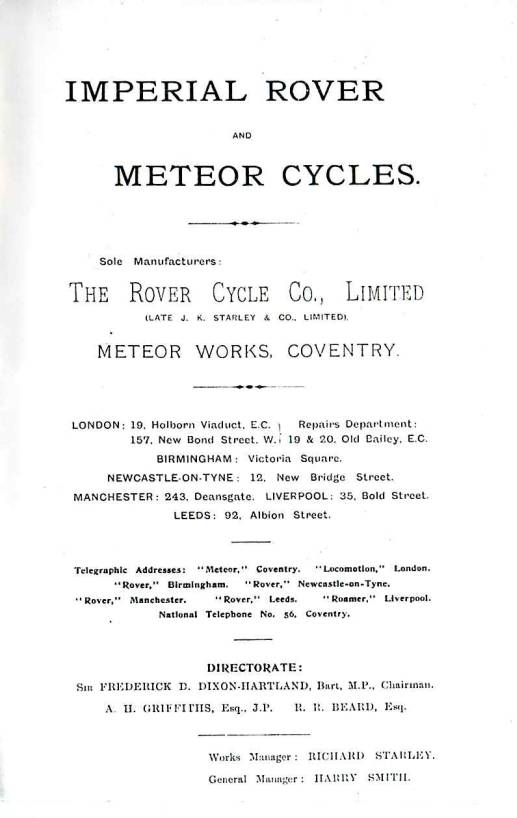 IMPERIAL ROVER
AND
METEOR CYCLES.
Sole Manufacturers:
THE ROVER CYCLE CO., LIMITED
(LATE J. K. STARLEY & CO., LIMITED),
METEOR WORKS, COVENTRY.
LONDON: 19, Holborn Viaduct, E.C. ; Repairs Department:
157, New Bond Street, W.; 19 & 20, Old Bailey, E.C.
BIRMINGHAM: Victoria Square.
NEWCASTLE-ON-TYNE: 12, New Bridge Street.
MANCHESTER: 243, Deansgate. LIVERPOOL: 35, Bold Street.
LEEDS: 92, Albion Street.
Telegraphic Addresses: "Meteor," Coventry. "Locomotion," London.
"Rover," Birmingham. "Rover," Newcastle-on-Tyne.
"Rover," Manchester. "Rover," Leeds. "Roamer," Liverpool.
National Telephone No. 56, Coventry.
DIRECTORATE:
SIR FREDERICK D. DIXON-HARTLAND, Bart, M.P., Chairman.
A. H. GRIFFITHS, Esq., J.P. R. R. BEARD, Esq.
Works Manager: RICHARD STARLEY.
General Manager: HARRY SMITH.